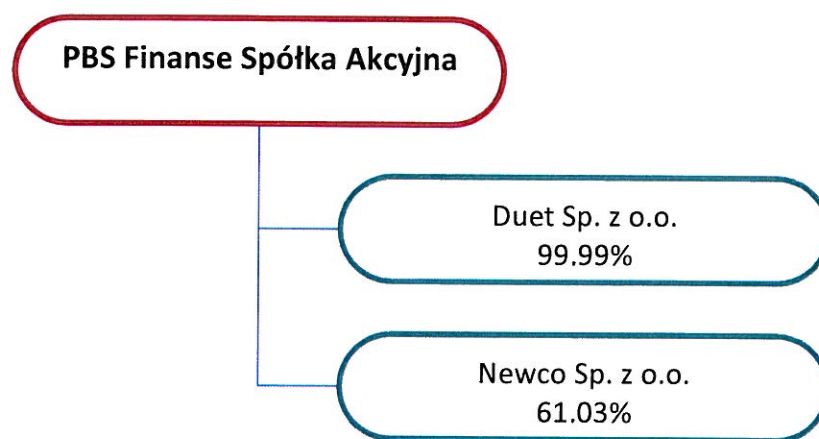 PBS Finanse Spółka Akcyjna
Duet Sp. z o.o.
99.99%
Newco Sp. z o.o.
61.03%